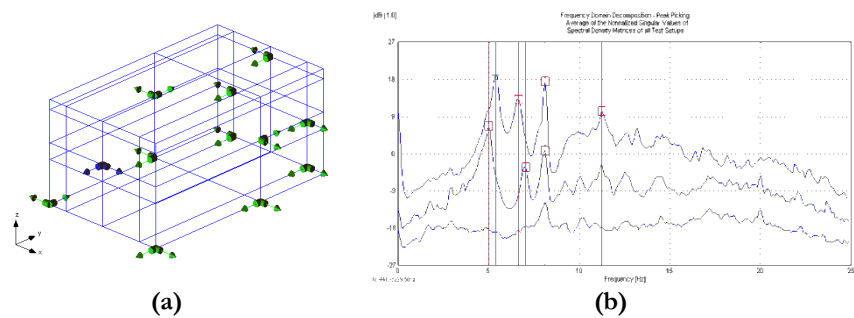 [dB | 1.0]
Frequency Domain Decomposition - Peak Picking
Average of the Normalized Singular Values of
Spectral Density Matrices of all Test Setups
27
18
9
0
-9
-18
-27
0
5
10
15
20
25
Frequency [Hz]
z
y
x
(a)
(b)